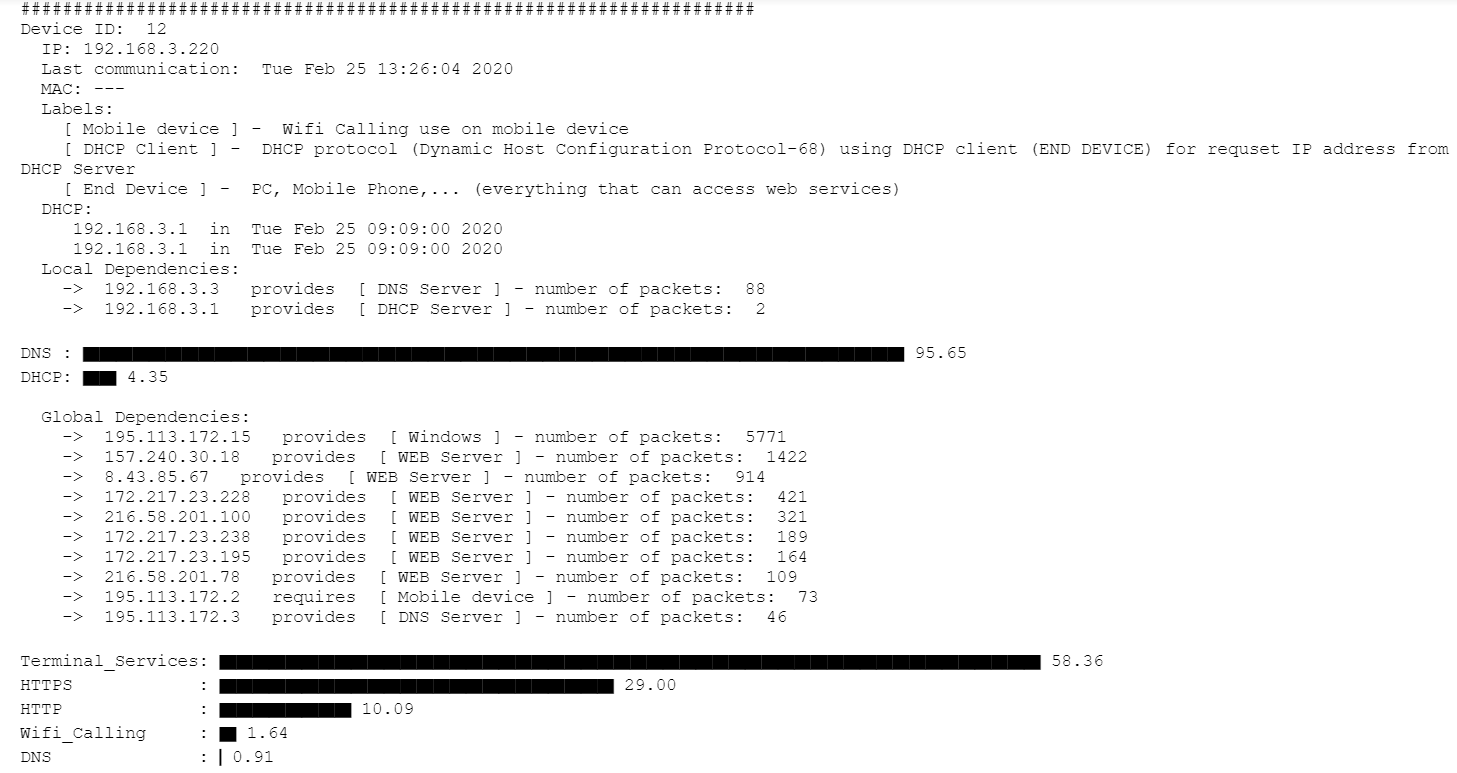 ######################################################################
Device ID:  12
  IP: 192.168.3.220
  Last communication:  Tue Feb 25 13:26:04 2020
  MAC: ---
  Labels:
    [ Mobile device ] -  Wifi Calling use on mobile device
    [ DHCP Client ] -  DHCP protocol (Dynamic Host Configuration Protocol-68) using DHCP client (END DEVICE) for requset IP address from
DHCP Server
    [ End Device ] -  PC, Mobile Phone,... (everything that can access web services)
  DHCP:
     192.168.3.1  in  Tue Feb 25 09:09:00 2020
     192.168.3.1  in  Tue Feb 25 09:09:00 2020
  Local Dependencies:
    ->  192.168.3.3   provides  [ DNS Server ] - number of packets:  88
    ->  192.168.3.1   provides  [ DHCP Server ] - number of packets:  2
DNS : 95.65
DHCP: 4.35
  Global Dependencies:
    ->  195.113.172.15   provides  [ Windows ] - number of packets:  5771
    ->  157.240.30.18   provides  [ WEB Server ] - number of packets:  1422
    ->  8.43.85.67   provides  [ WEB Server ] - number of packets:  914
    ->  172.217.23.228   provides  [ WEB Server ] - number of packets:  421
    ->  216.58.201.100   provides  [ WEB Server ] - number of packets:  321
    ->  172.217.23.238   provides  [ WEB Server ] - number of packets:  189
    ->  172.217.23.195   provides  [ WEB Server ] - number of packets:  164
    ->  216.58.201.78   provides  [ WEB Server ] - number of packets:  109
    ->  195.113.172.2   requires  [ Mobile device ] - number of packets:  73
    ->  195.113.172.3   provides  [ DNS Server ] - number of packets:  46
Terminal_Services: 58.36
HTTPS            : 29.00
HTTP             : 10.09
Wifi_Calling     : 1.64
DNS              : 0.91